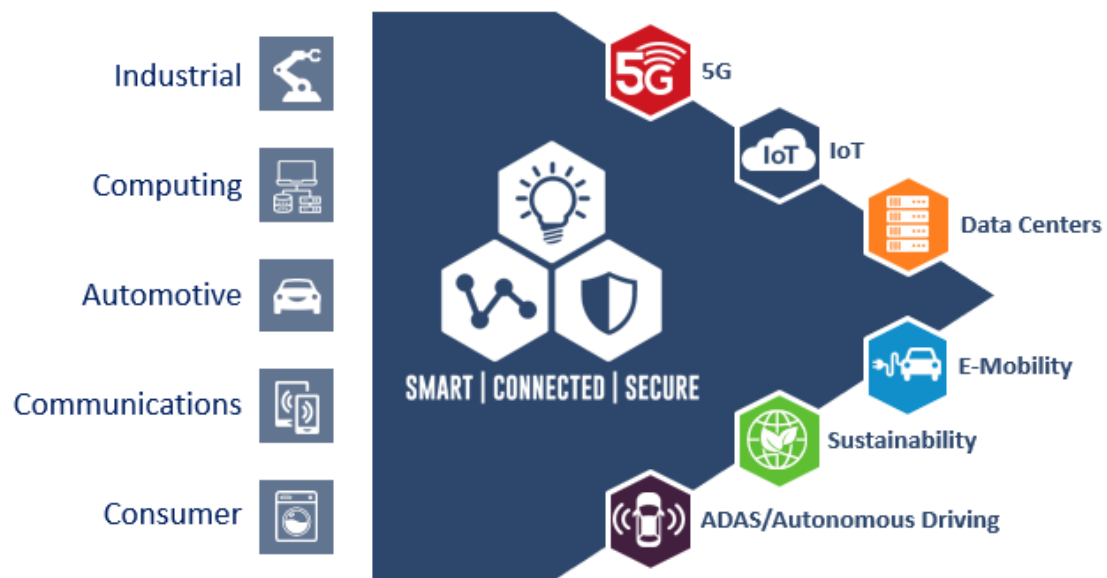 Industrial
Computing
Automotive
Communications
Consumer
SMART | CONNECTED | SECURE
5G
5G
IoT
IoT
Data Centers
E-Mobility
Sustainability
ADAS/Autonomous Driving